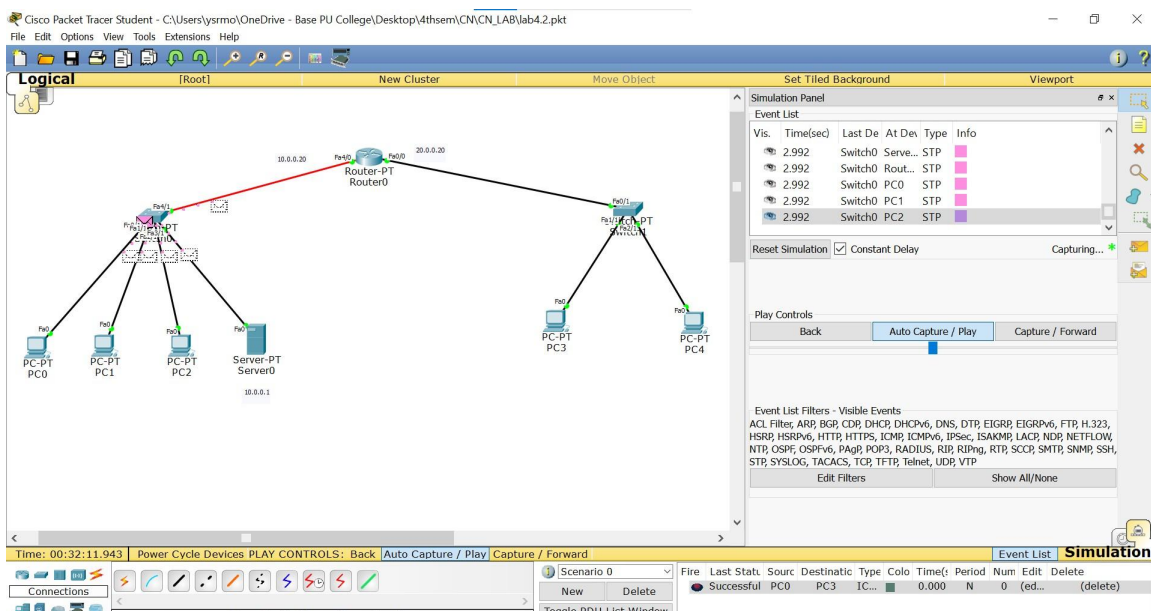 Cisco Packet Tracer Student - C:\Users\ysrmo\OneDrive - Base PU College\Desktop\4thsem\CN\CN_LAB\lab4.2.pkt
File Edit Options View Tools Extensions Help
Logical [Root] New Cluster Move Object Set Tiled Background Viewport
Simulation Panel
Event List
Vis. Time(sec) Last De At Dev Type Info
2.992 Switch0 Serve... STP
2.992 Switch0 Rout... STP
2.992 Switch0 PC0 STP
2.992 Switch0 PC1 STP
2.992 Switch0 PC2 STP
Reset Simulation Constant Delay Capturing...
Play Controls
Back Auto Capture / Play Capture / Forward
Event List Filters - Visible Events
ACL Filter, ARP, BGP, CDP, DHCP, DHCPv6, DNS, DTP, EIGRP, EIGRPv6, FTP, H.323,
HSRP, HSRPv6, HTTP, HTTPS, ICMP, ICMPv6, IPSec, ISAKMP, LACP, NDP, NETFLOW,
NTP, OSPF, OSPFv6, PAgP, POP3, RADIUS, RIP, RIPng, RTP, SCCP, SMTP, SNMP, SSH,
STP, SYSLOG, TACACS, TCP, TFTP, Telnet, UDP, VTP
Edit Filters Show All/None
10.0.0.20 Fa4/0 Fa0/0 20.0.0.20
Router-PT
Router0
Fa4/1
Fa0/1
Fa0 Fa0 Fa0 Fa0
PC-PT
PC0
PC-PT
PC1
PC-PT
PC2
Server-PT
Server0
10.0.0.1
Fa0 Fa0
PC-PT
PC3
PC-PT
PC4
Time: 00:32:11.943 Power Cycle Devices PLAY CONTROLS: Back Auto Capture / Play Capture / Forward Event List Simulation
Connections
Scenario 0
New Delete
Toggle PDU List Window
Fire Last Statu Sourc Destinatic Type Colo Time(s Period Num Edit Delete
Successful PC0 PC3 IC... 0.000 N 0 (ed... (delete)